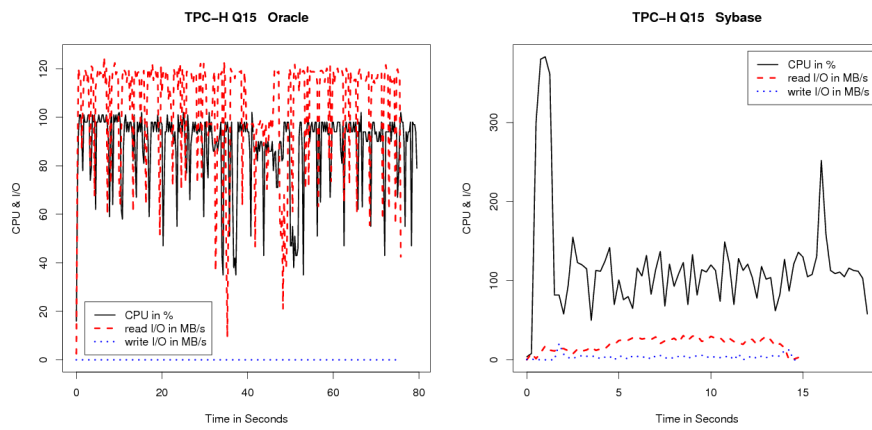 TPC−H Q15   Oracle
CPU & I/O
120
100
80
60
40
20
0
CPU in %
read I/O in MB/s
write I/O in MB/s
0
20
40
60
80
Time in Seconds
TPC−H Q15   Sybase
CPU & I/O
300
200
100
0
CPU in %
read I/O in MB/s
write I/O in MB/s
0
5
10
15
Time in Seconds